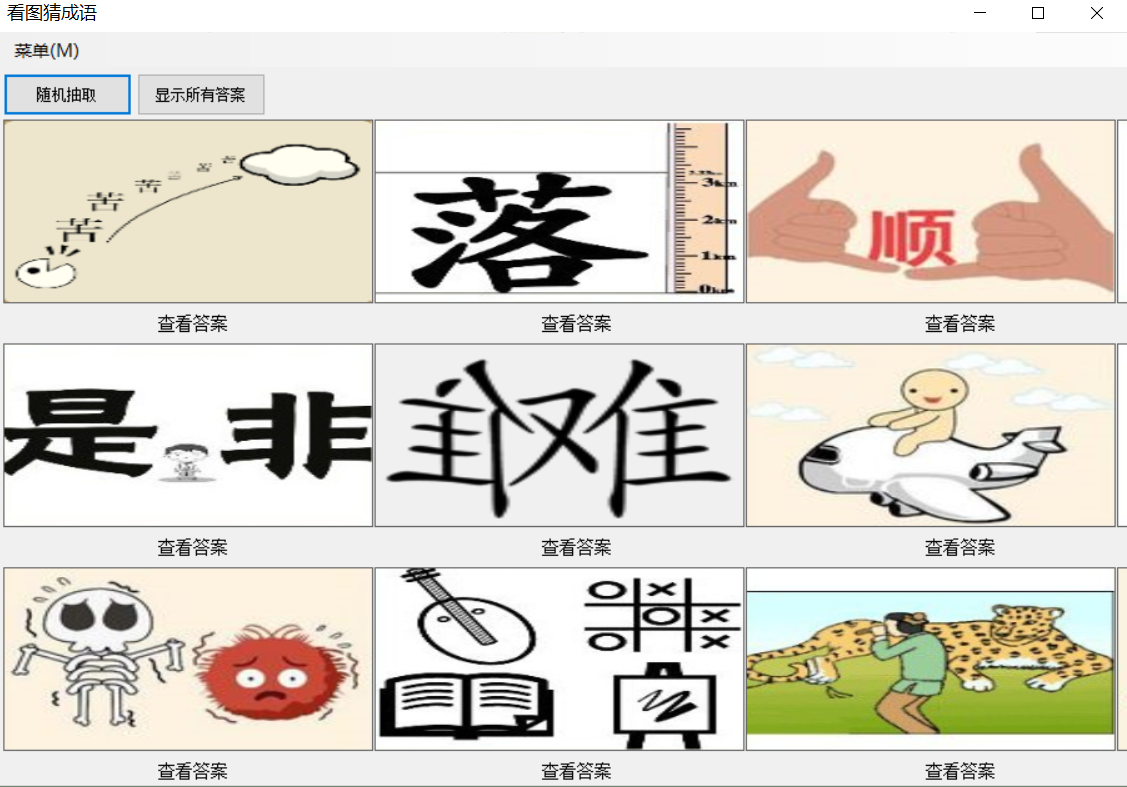 看图猜成语
菜单(M)
随机抽取 显示所有答案
苦 苦 苦
落
3km
2km
1km
0km
顺
查看答案 查看答案 查看答案
是 非
难
查看答案 查看答案 查看答案
查看答案 查看答案 查看答案